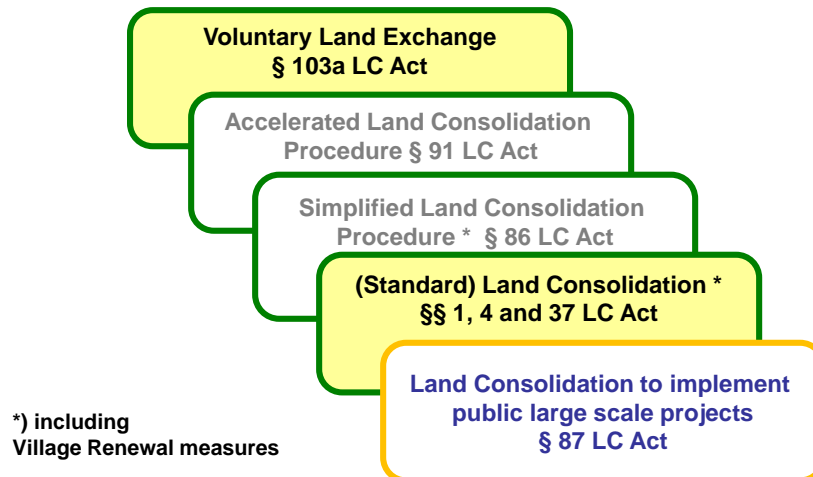 Voluntary Land Exchange
§ 103a LC Act
Accelerated Land Consolidation
Procedure § 91 LC Act
Simplified Land Consolidation
Procedure * § 86 LC Act
(Standard) Land Consolidation *
§§ 1, 4 and 37 LC Act
Land Consolidation to implement
public large scale projects
§ 87 LC Act
*) including
Village Renewal measures